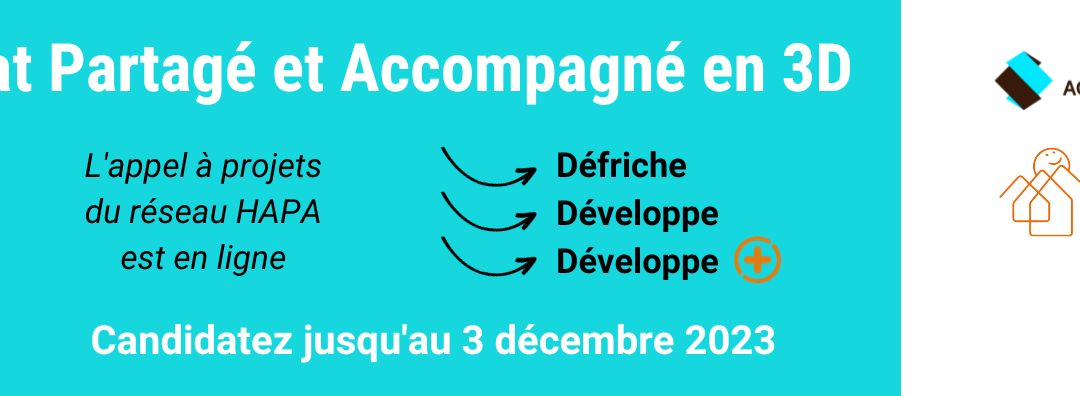 at Partagé et Accompagné en 3D
L'appel à projets
du réseau HAPA
est en ligne
Défriche
Développe
Développe +
Candidatez jusqu'au 3 décembre 2023